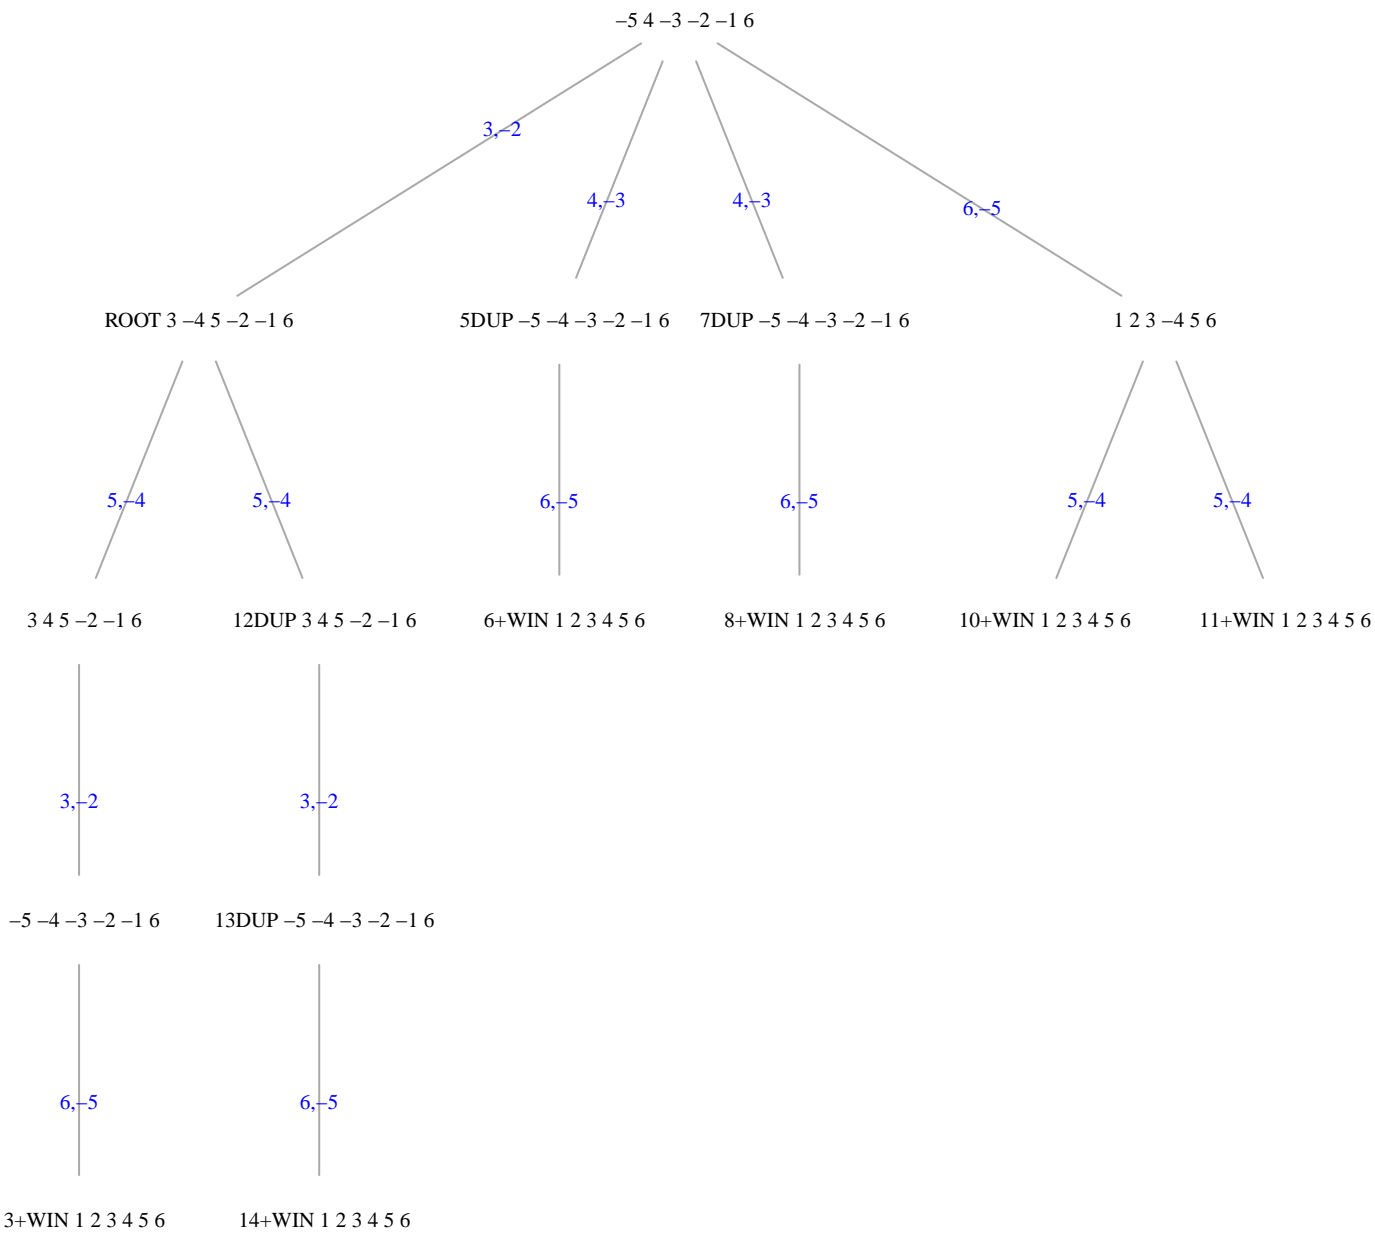 –5 4 –3 –2 –1 6
3,–2
4,–3
4,–3
6,–5
ROOT 3 –4 5 –2 –1 6
5DUP –5 –4 –3 –2 –1 6
7DUP –5 –4 –3 –2 –1 6
1 2 3 –4 5 6
5,–4
5,–4
6,–5
6,–5
5,–4
5,–4
3 4 5 –2 –1 6
12DUP 3 4 5 –2 –1 6
6+WIN 1 2 3 4 5 6
8+WIN 1 2 3 4 5 6
10+WIN 1 2 3 4 5 6
11+WIN 1 2 3 4 5 6
3,–2
3,–2
–5 –4 –3 –2 –1 6
13DUP –5 –4 –3 –2 –1 6
6,–5
6,–5
3+WIN 1 2 3 4 5 6
14+WIN 1 2 3 4 5 6